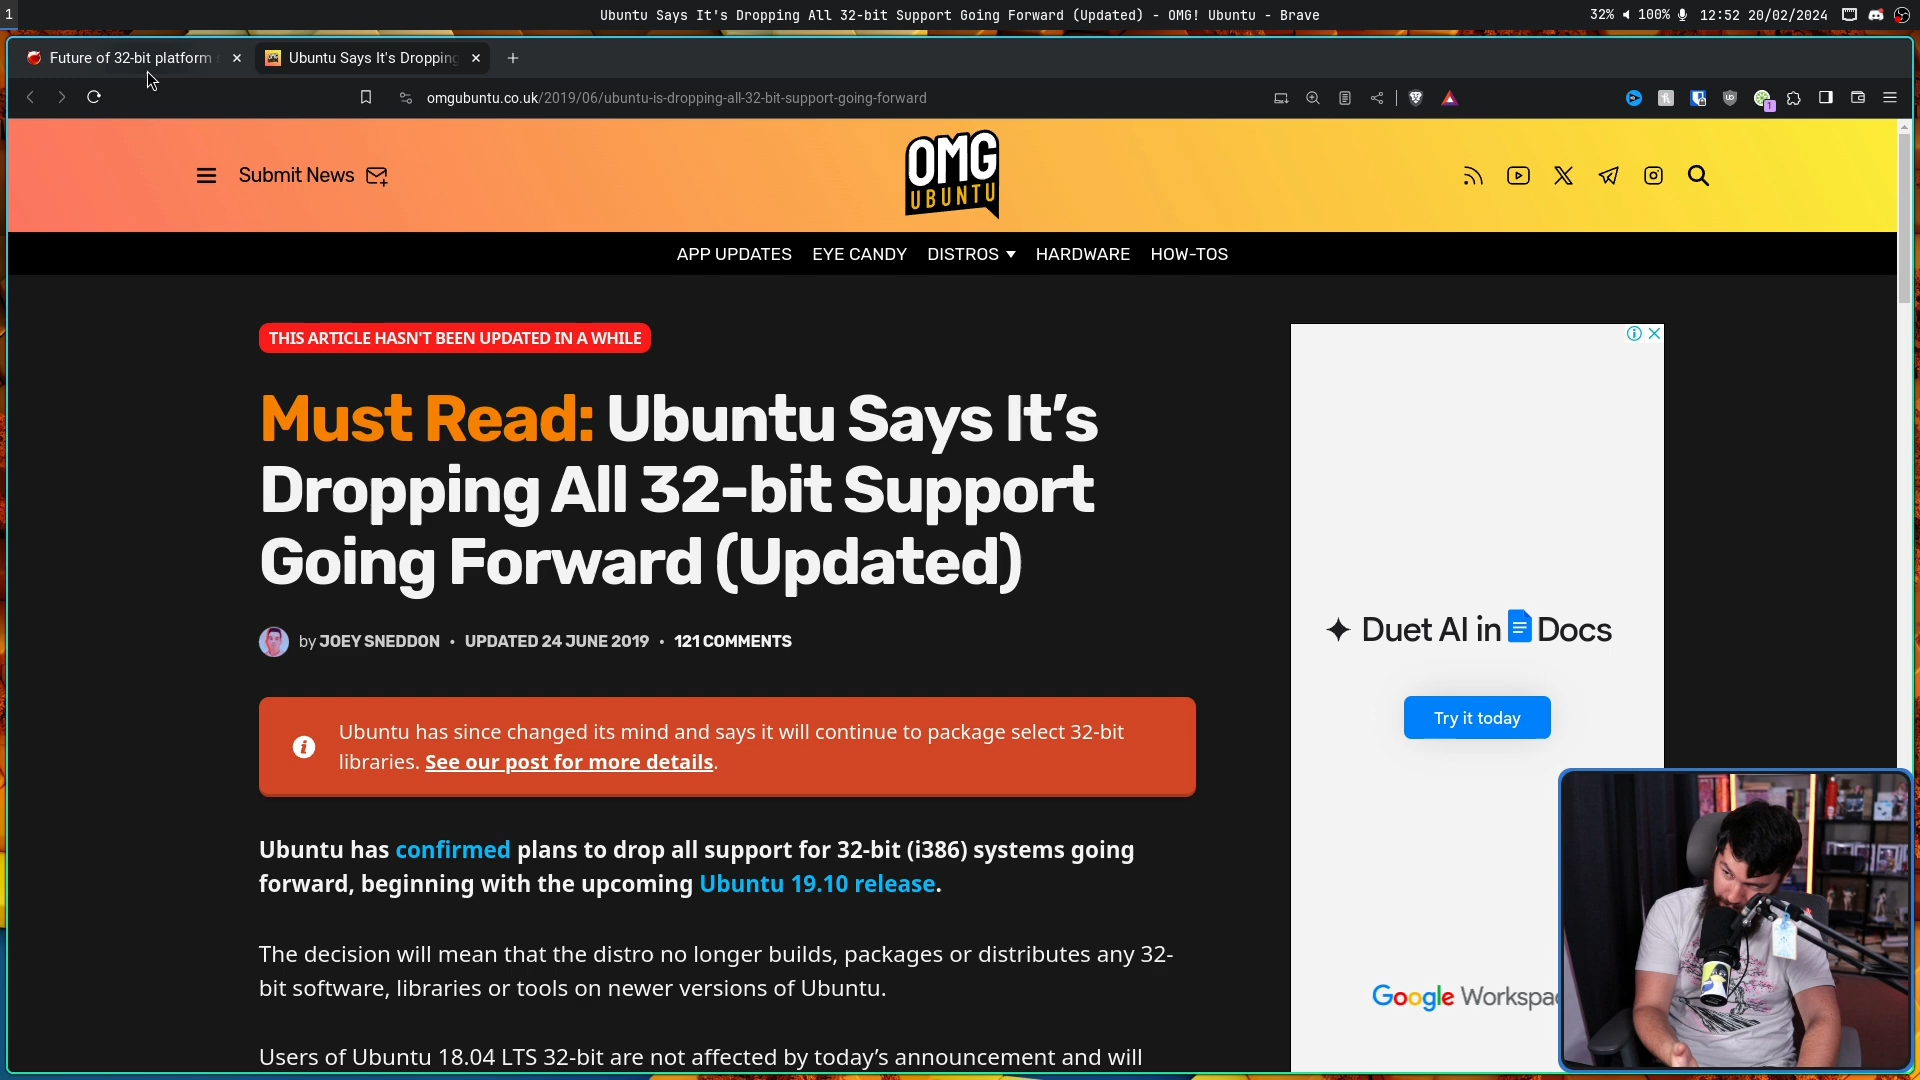 1
Ubuntu Says It's Dropping All 32-bit Support Going Forward (Updated) - OMG! Ubuntu - Brave
32% 100% 12:52 20/02/2024
Future of 32-bit platform
Ubuntu Says It's Dropping
omgubuntu.co.uk/2019/06/ubuntu-is-dropping-all-32-bit-support-going-forward
1
Submit News
OMG
UBUNTU
APP UPDATES EYE CANDY DISTROS HARDWARE HOW-TOS
THIS ARTICLE HASN'T BEEN UPDATED IN A WHILE
Must Read: Ubuntu Says It’s
Dropping All 32-bit Support
Going Forward (Updated)
by JOEY SNEDDON • UPDATED 24 JUNE 2019 • 121 COMMENTS
Ubuntu has since changed its mind and says it will continue to package select 32-bit
libraries. See our post for more details.
Ubuntu has confirmed plans to drop all support for 32-bit (i386) systems going
forward, beginning with the upcoming Ubuntu 19.10 release.
The decision will mean that the distro no longer builds, packages or distributes any 32-
bit software, libraries or tools on newer versions of Ubuntu.
Users of Ubuntu 18.04 LTS 32-bit are not affected by today’s announcement and will
Duet AI in Docs
Try it today
Google Workspac